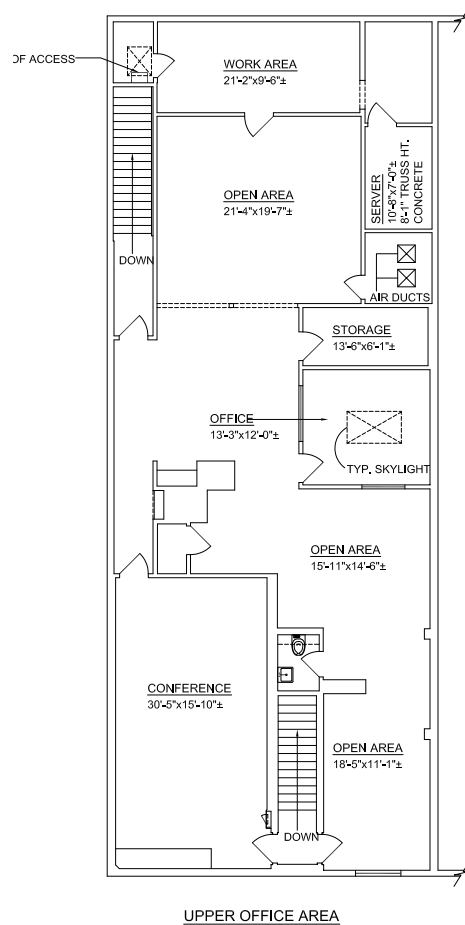 OF ACCESS
WORK AREA
21'-2"x9'-6"±
OPEN AREA
21'-4"x19'-7"±
SERVER
10'-8"x7'-0"±
8'-1" TRUSS HT.
CONCRETE
DOWN
AIR DUCTS
STORAGE
13'-6"x6'-1"±
OFFICE
13'-3"x12'-0"±
TYP. SKYLIGHT
OPEN AREA
15'-11"x14'-6"±
CONFERENCE
30'-5"x15'-10"±
OPEN AREA
18'-5"x11'-1"±
DOWN
UPPER OFFICE AREA